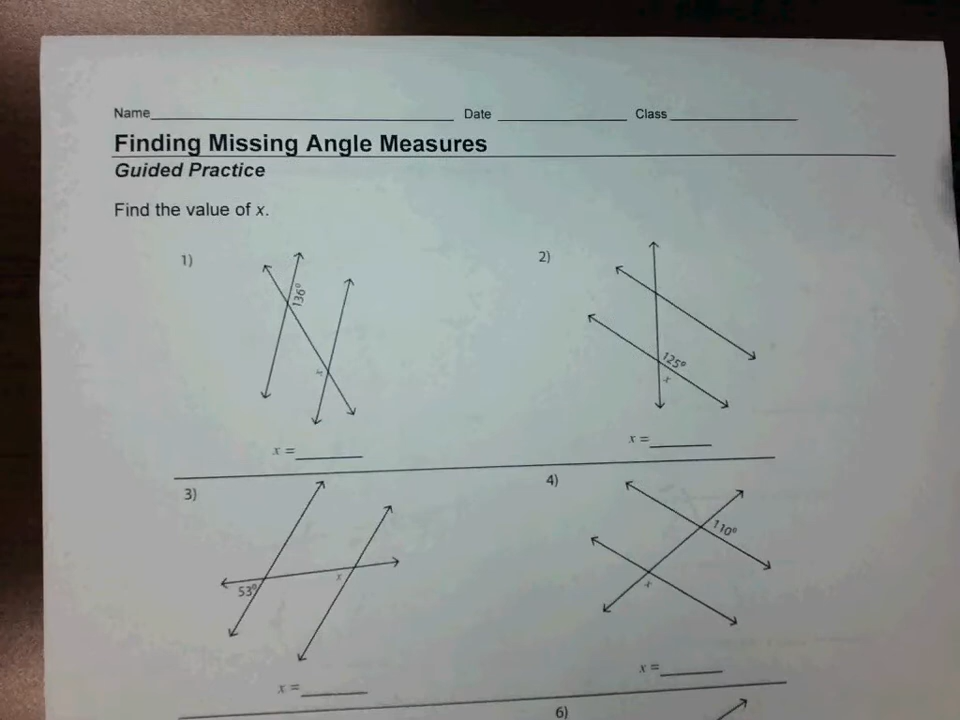 Name Date Class
Finding Missing Angle Measures
Guided Practice
Find the value of x.
1) 2)
136°
125°
x
x
x =
x =
3) 4)
110°
53°
x
x
x =
x =
6)